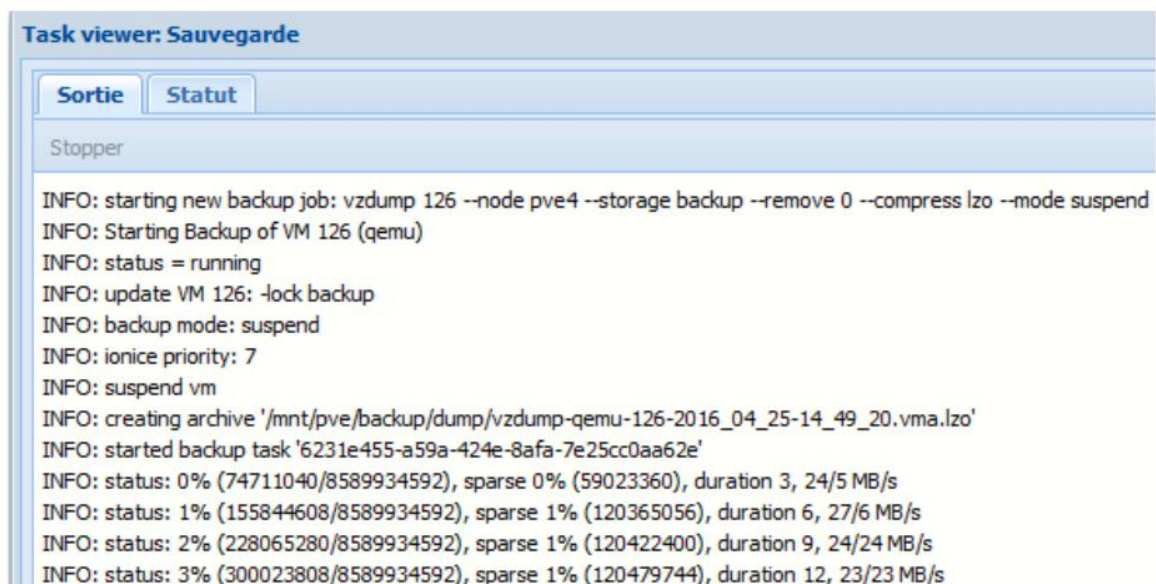 Task viewer: Sauvegarde
Sortie Statut
Stopper
INFO: starting new backup job: vzdump 126 --node pve4 --storage backup --remove 0 --compress lzo --mode suspend
INFO: Starting Backup of VM 126 (qemu)
INFO: status = running
INFO: update VM 126: -lock backup
INFO: backup mode: suspend
INFO: ionice priority: 7
INFO: suspend vm
INFO: creating archive '/mnt/pve/backup/dump/vzdump-qemu-126-2016_04_25-14_49_20.vma.lzo'
INFO: started backup task '6231e455-a59a-424e-8afa-7e25cc0aa62e'
INFO: status: 0% (74711040/8589934592), sparse 0% (59023360), duration 3, 24/5 MB/s
INFO: status: 1% (155844608/8589934592), sparse 1% (120365056), duration 6, 27/6 MB/s
INFO: status: 2% (228065280/8589934592), sparse 1% (120422400), duration 9, 24/24 MB/s
INFO: status: 3% (300023808/8589934592), sparse 1% (120479744), duration 12, 23/23 MB/s